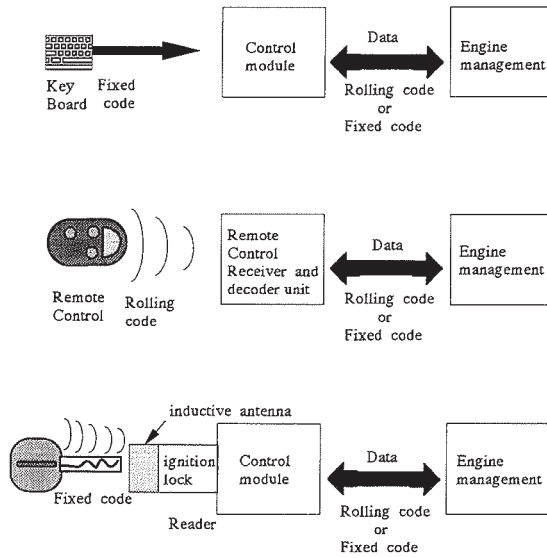 Key
Board
Fixed
code
Control
module
Data
Rolling code
or
Fixed code
Engine
management
Remote
Control
Rolling
code
Remote
Control
Receiver and
decoder unit
Data
Rolling code
or
Fixed code
Engine
management
inductive antenna
Fixed code
ignition
lock
Reader
Control
module
Data
Rolling code
or
Fixed code
Engine
management